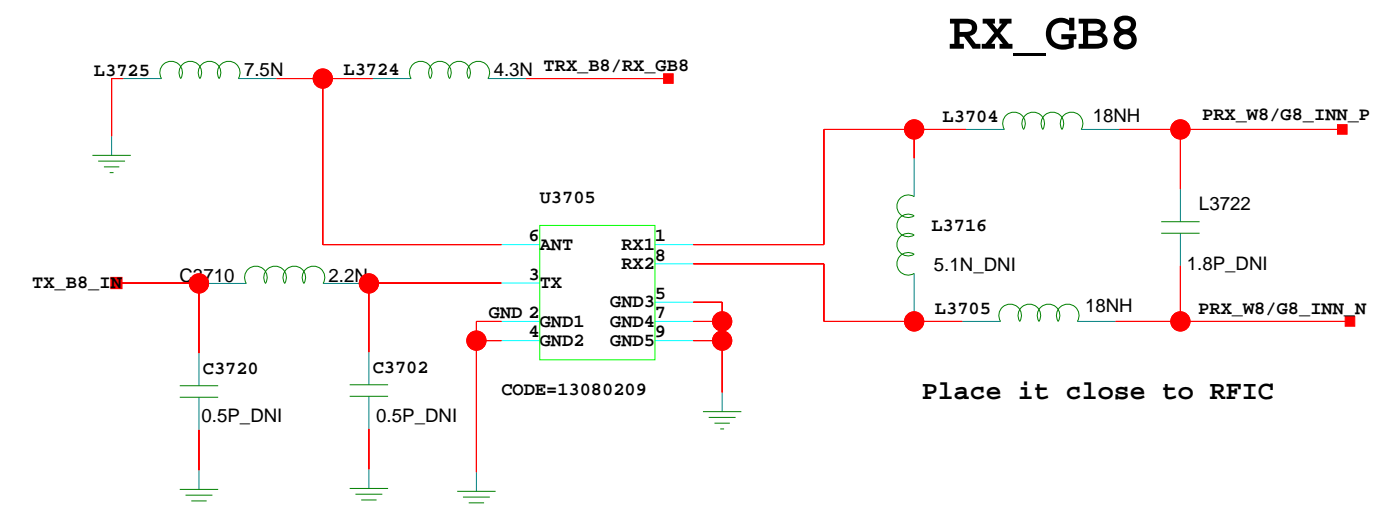 RX_GB8
L3725
7.5N
L3724
4.3N
TRX_B8/RX_GB8
L3704
18NH
PRX_W8/G8_INN_P
U3705
L3716
5.1N_DNI
L3722
1.8P_DNI
6
ANT
RX1
1
RX2
8
TX_B8_IN
C3710
2.2N
3
TX
GND3
5
GND 2
GND1
GND4
7
4
GND2
GND5
9
L3705
18NH
PRX_W8/G8_INN_N
C3720
0.5P_DNI
C3702
0.5P_DNI
CODE=13080209
Place it close to RFIC